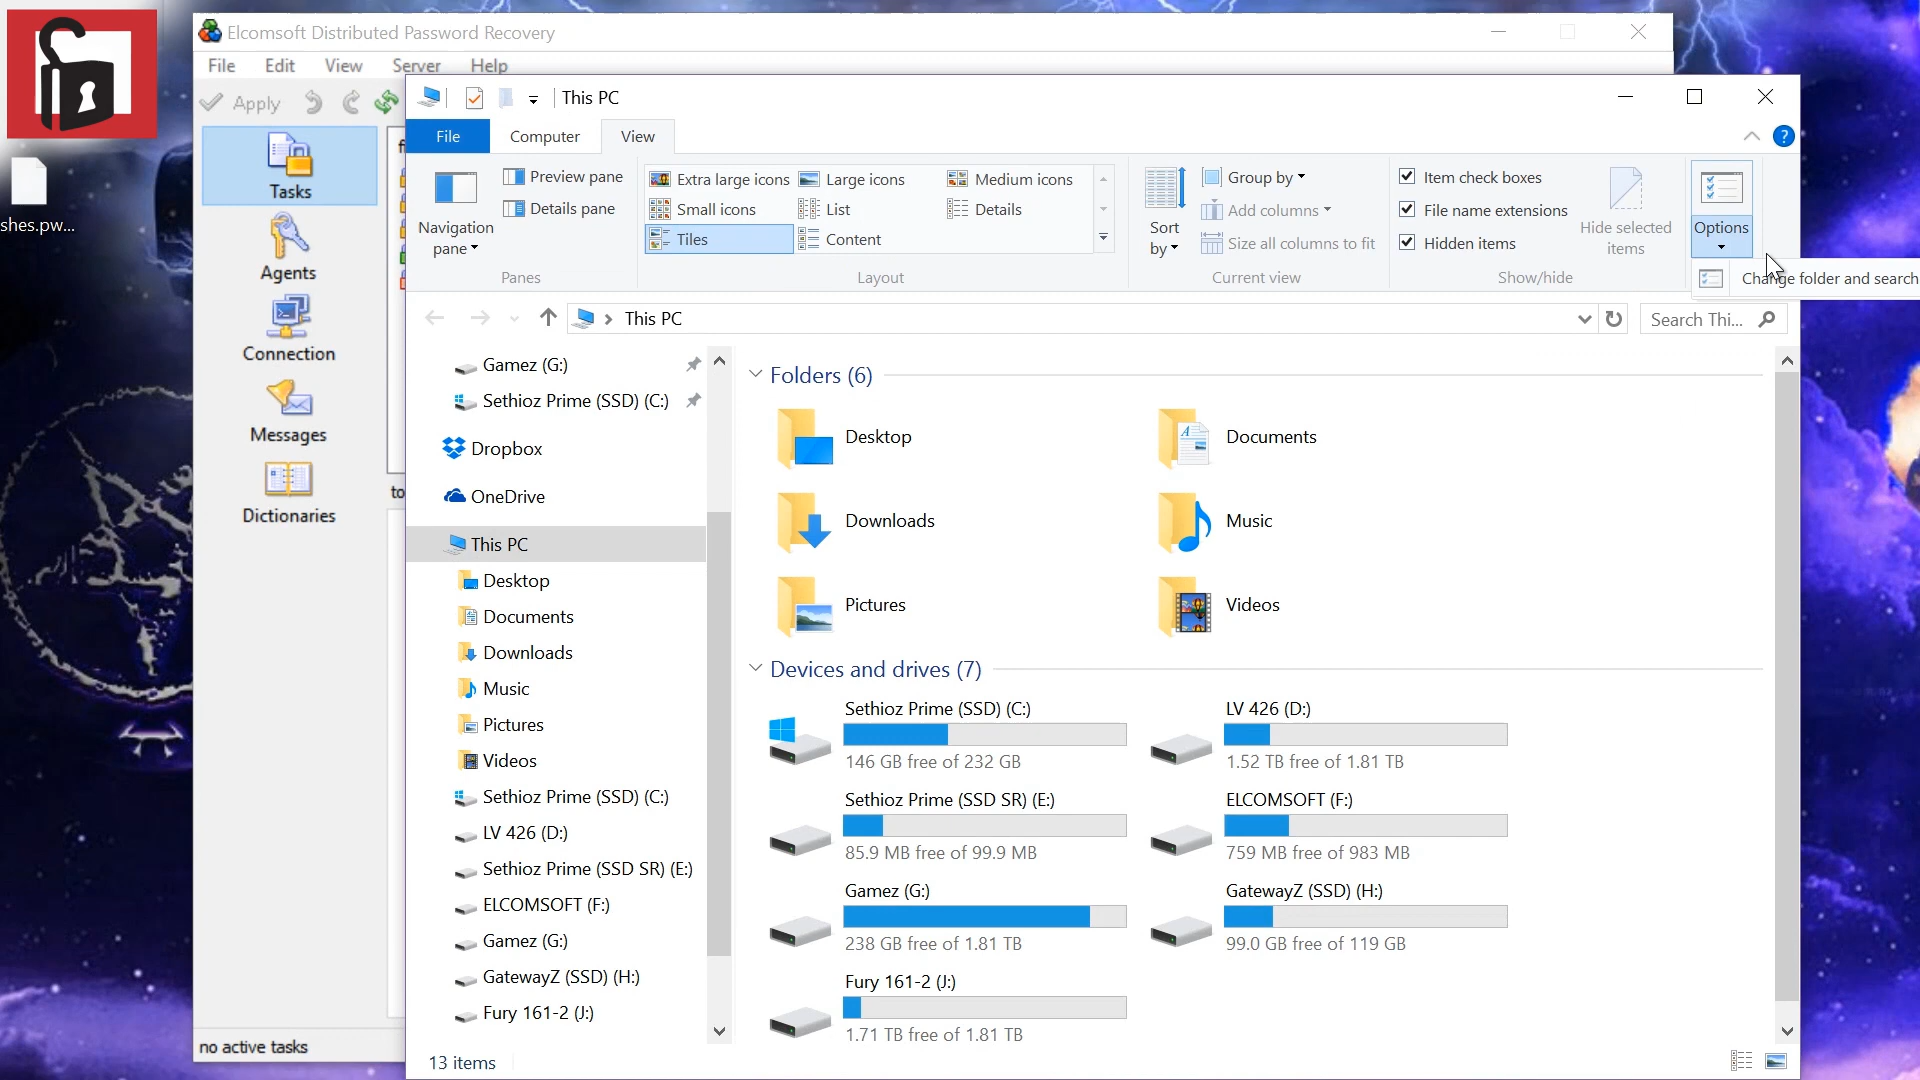 Elcomsoft Distributed Password Recovery
File Edit View Server Help
Apply
Tasks
Agents
Connection
Messages
Dictionaries
no active tasks
shes.pw...
to
This PC
File Computer View
Navigation pane
Preview pane
Details pane
Panes
Extra large icons Large icons Medium icons
Small icons List Details
Tiles Content
Layout
Sort by
Group by
Add columns
Size all columns to fit
Current view
Item check boxes
File name extensions
Hidden items
Hide selected items
Show/hide
Options
Change folder and search
This PC
Search Thi...
Gamez (G:)
Sethioz Prime (SSD) (C:)
Dropbox
OneDrive
This PC
Desktop
Documents
Downloads
Music
Pictures
Videos
Sethioz Prime (SSD) (C:)
LV 426 (D:)
Sethioz Prime (SSD SR) (E:)
ELCOMSOFT (F:)
Gamez (G:)
GatewayZ (SSD) (H:)
Fury 161-2 (J:)
Folders (6)
Desktop
Documents
Downloads
Music
Pictures
Videos
Devices and drives (7)
Sethioz Prime (SSD) (C:)
146 GB free of 232 GB
LV 426 (D:)
1.52 TB free of 1.81 TB
Sethioz Prime (SSD SR) (E:)
85.9 MB free of 99.9 MB
ELCOMSOFT (F:)
759 MB free of 983 MB
Gamez (G:)
238 GB free of 1.81 TB
GatewayZ (SSD) (H:)
99.0 GB free of 119 GB
Fury 161-2 (J:)
1.71 TB free of 1.81 TB
13 items